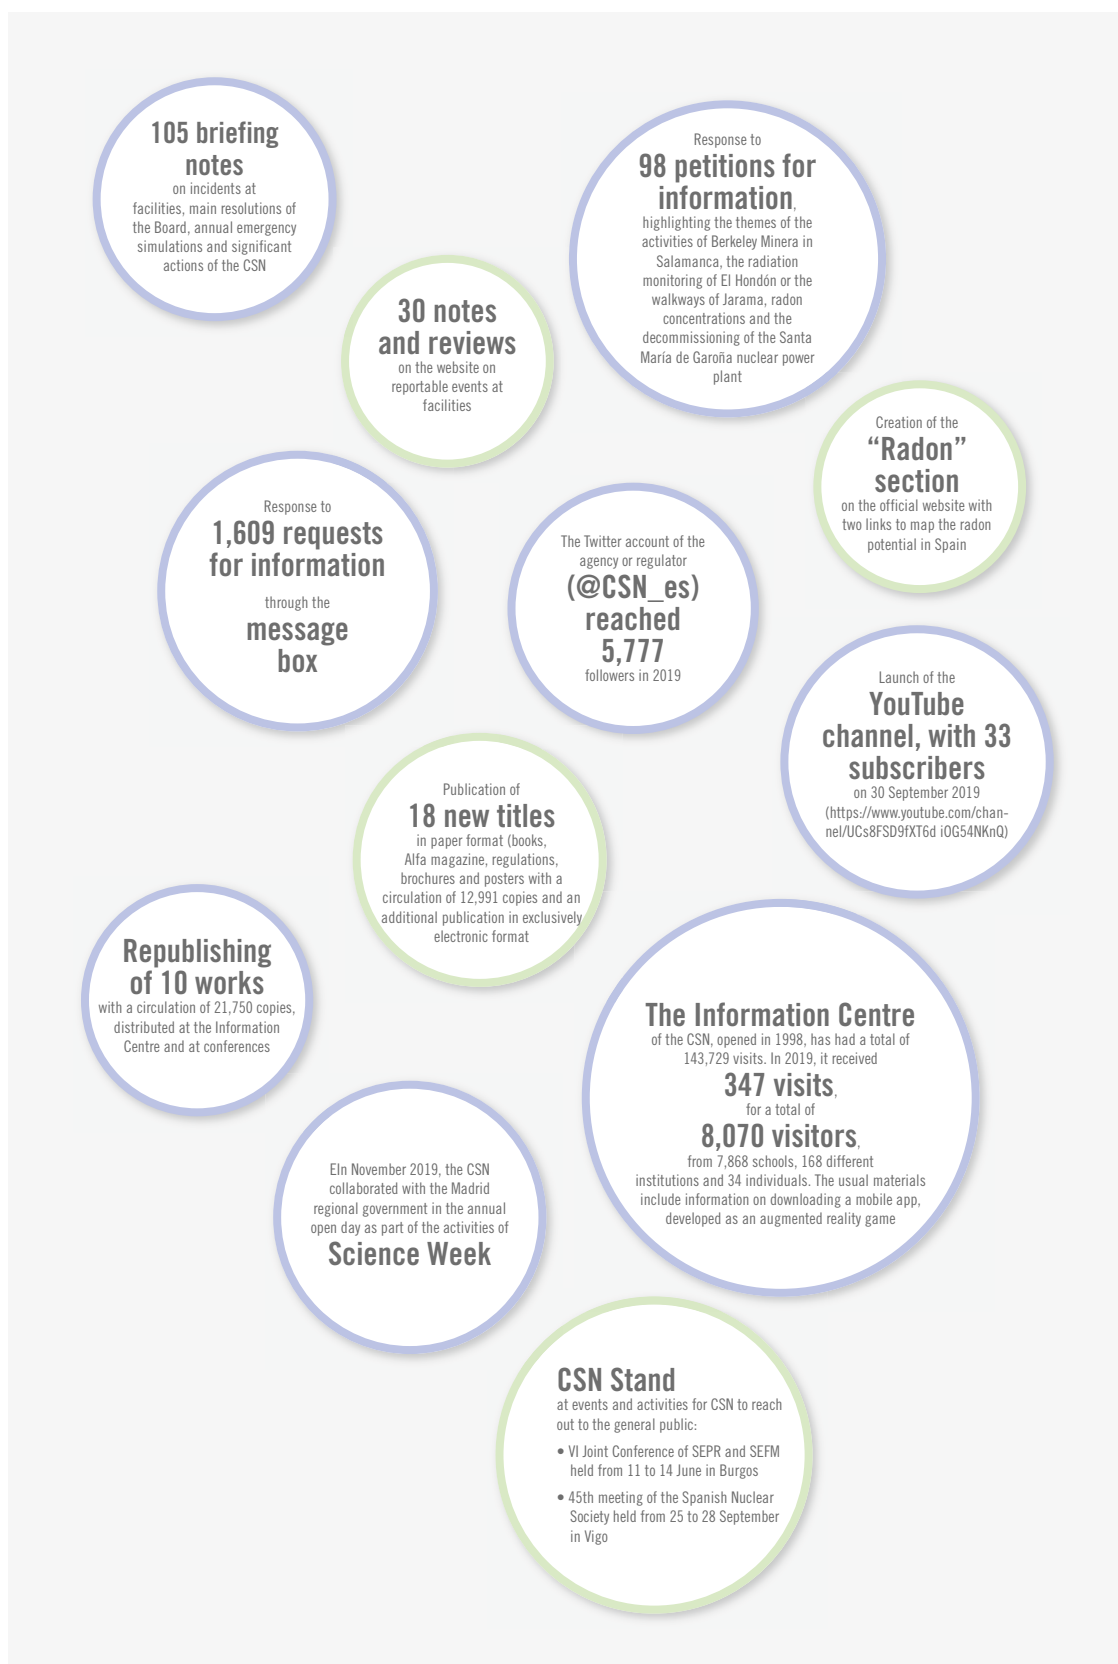 105 briefing
notes
on incidents at
facilities, main resolutions of
the Board, annual emergency
simulations and significant
actions of the CSN
Response to
98 petitions for
information,
highlighting the themes of the
activities of Berkeley Minera in
Salamanca, the radiation
monitoring of El Hondón or the
walkways of Jarama, radon
concentrations and the
decommissioning of the Santa
María de Garoña nuclear power
plant
30 notes
and reviews
on the website on
reportable events at
facilities
Creation of the
“Radon”
section
on the official website with
two links to map the radon
potential in Spain
Response to
1,609 requests
for information
through the
message
box
The Twitter account of the
agency or regulator
(@CSN_es)
reached
5,777
followers in 2019
Launch of the
YouTube
channel, with 33
subscribers
on 30 September 2019
(https://www.youtube.com/chan-
nel/UCs8FSD9fXT6d iOG54NKnQ)
Publication of
18 new titles
in paper format (books,
Alfa magazine, regulations,
brochures and posters with a
circulation of 12,991 copies and an
additional publication in exclusively
electronic format
Republishing
of 10 works
with a circulation of 21,750 copies,
distributed at the Information
Centre and at conferences
The Information Centre
of the CSN, opened in 1998, has had a total of
143,729 visits. In 2019, it received
347 visits,
for a total of
8,070 visitors,
from 7,868 schools, 168 different
institutions and 34 individuals. The usual materials
include information on downloading a mobile app,
developed as an augmented reality game
EIn November 2019, the CSN
collaborated with the Madrid
regional government in the annual
open day as part of the activities of
Science Week
CSN Stand
at events and activities for CSN to reach
out to the general public:
• VI Joint Conference of SEPR and SEFM
held from 11 to 14 June in Burgos
• 45th meeting of the Spanish Nuclear
Society held from 25 to 28 September
in Vigo